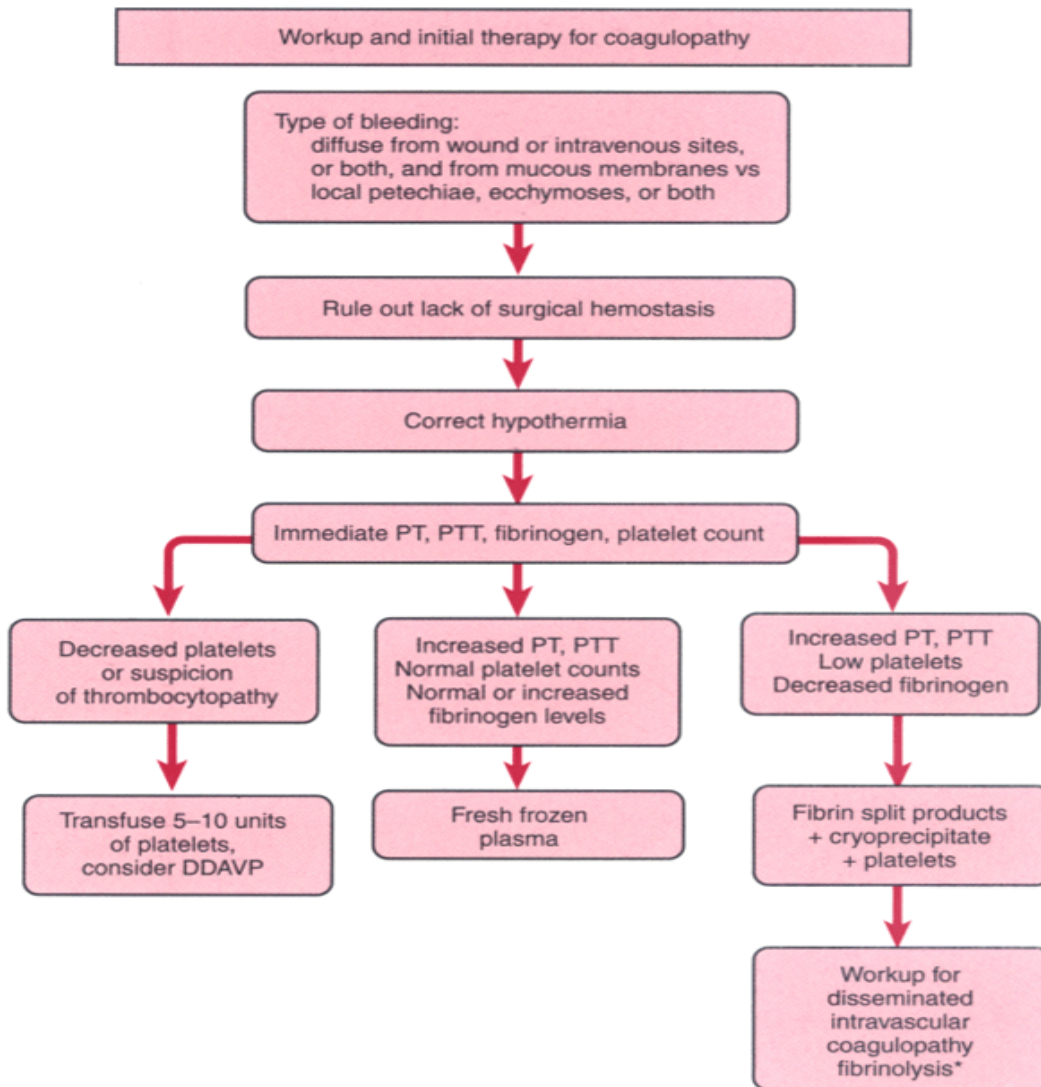 Workup and initial therapy for coagulopathy
Type of bleeding:
diffuse from wound or intravenous sites,
or both, and from mucous membranes vs
local petechiae, ecchymoses, or both
Rule out lack of surgical hemostasis
Correct hypothermia
Immediate PT, PTT, fibrinogen, platelet count
Decreased platelets
or suspicion
of thrombocytopathy
Transfuse 5–10 units
of platelets,
consider DDAVP
Increased PT, PTT
Normal platelet counts
Normal or increased
fibrinogen levels
Fresh frozen
plasma
Increased PT, PTT
Low platelets
Decreased fibrinogen
Fibrin split products
+ cryoprecipitate
+ platelets
Workup for
disseminated
intravascular
coagulopathy
fibrinolysis*